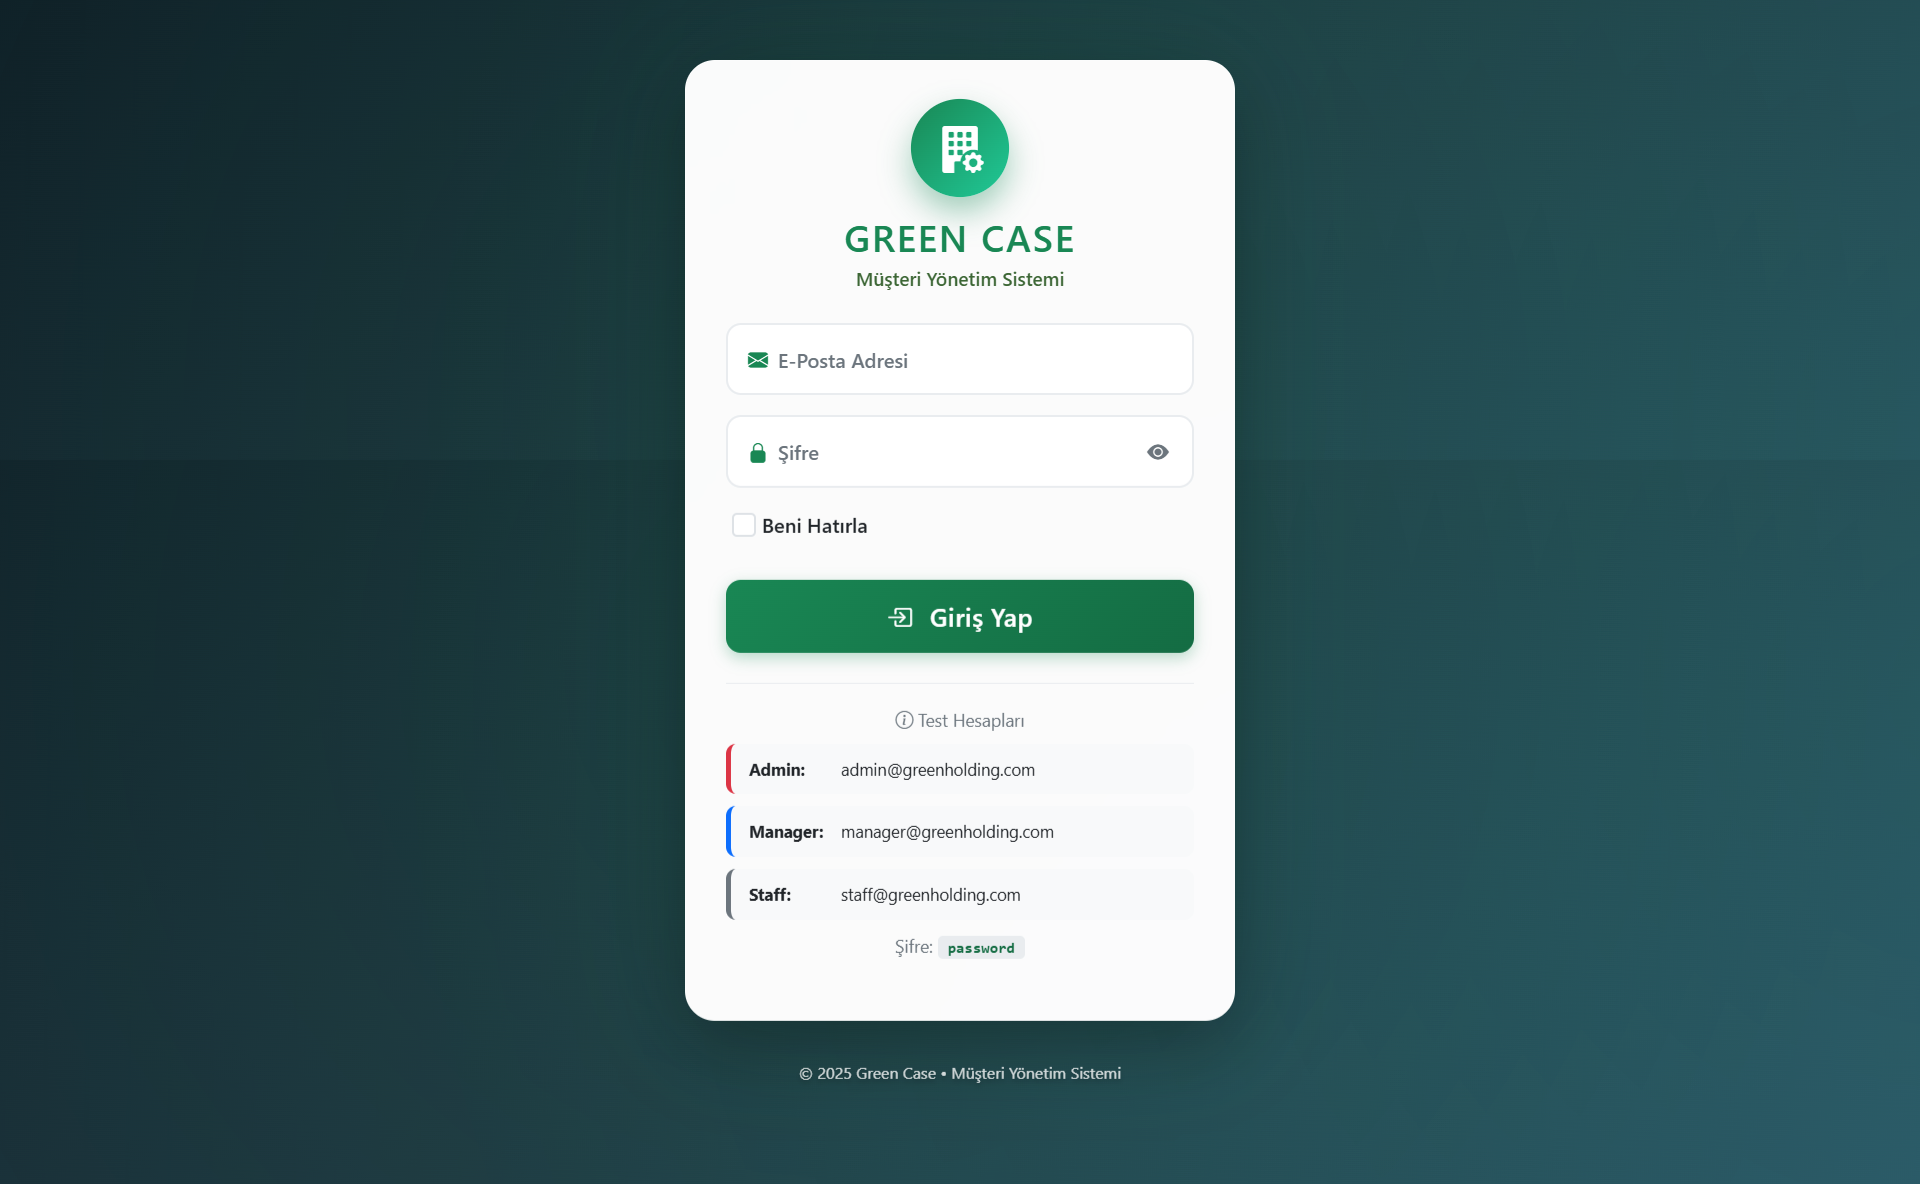 GREEN CASE
Müşteri Yönetim Sistemi
E-Posta Adresi
Şifre
Beni Hatırla
Giriş Yap
Test Hesapları
Admin: admin@greenholding.com
Manager: manager@greenholding.com
Staff: staff@greenholding.com
Şifre: password
© 2025 Green Case • Müşteri Yönetim Sistemi